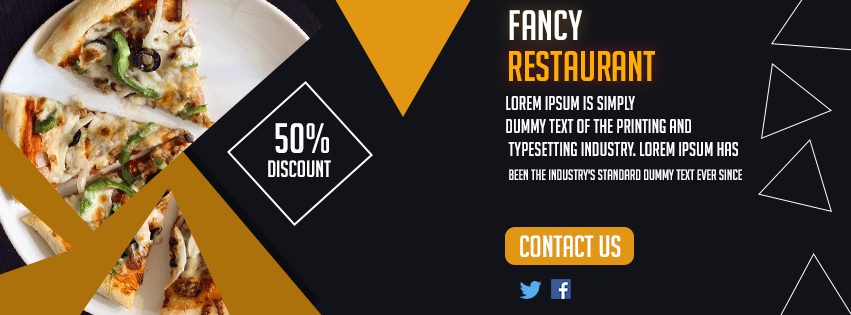 FANCY
RESTAURANT
LOREM IPSUM IS SIMPLY
DUMMY TEXT OF THE PRINTING AND
TYPESETTING INDUSTRY. LOREM IPSUM HAS
BEEN THE INDUSTRY'S STANDARD DUMMY TEXT EVER SINCE
50%
DISCOUNT
CONTACT US